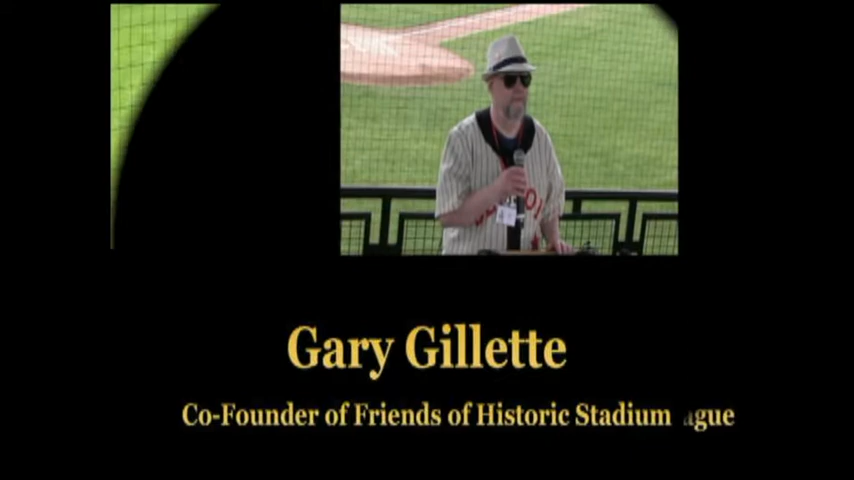 Gary Gillette
Co-Founder of Friends of Historic Stadium